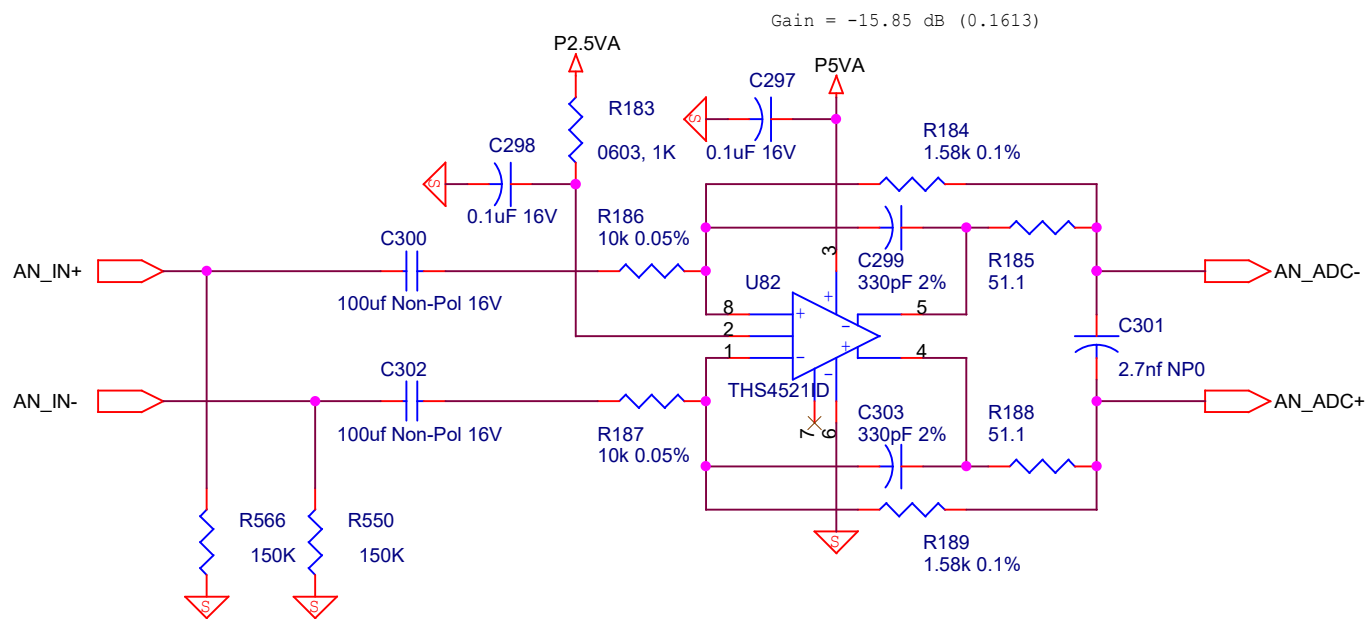 Gain = -15.85 dB (0.1613)
P2.5VA
P5VA
C297
R183
R184
0.1uF 16V
1.58k 0.1%
C298
0603, 1K
S
S
0.1uF 16V
R186
10k 0.05%
C300
3
C299
R185
AN_IN+
AN_ADC-
U82
330pF 2%
51.1
100uf Non-Pol 16V
+
8
+
-
5
C301
2
+
1
-
4
C302
-
2.7nf NP0
THS4521ID
AN_IN-
AN_ADC+
C303
R188
100uf Non-Pol 16V
R187
7
6
330pF 2%
51.1
10k 0.05%
R566
R550
S
R189
150K
150K
1.58k 0.1%
S
S